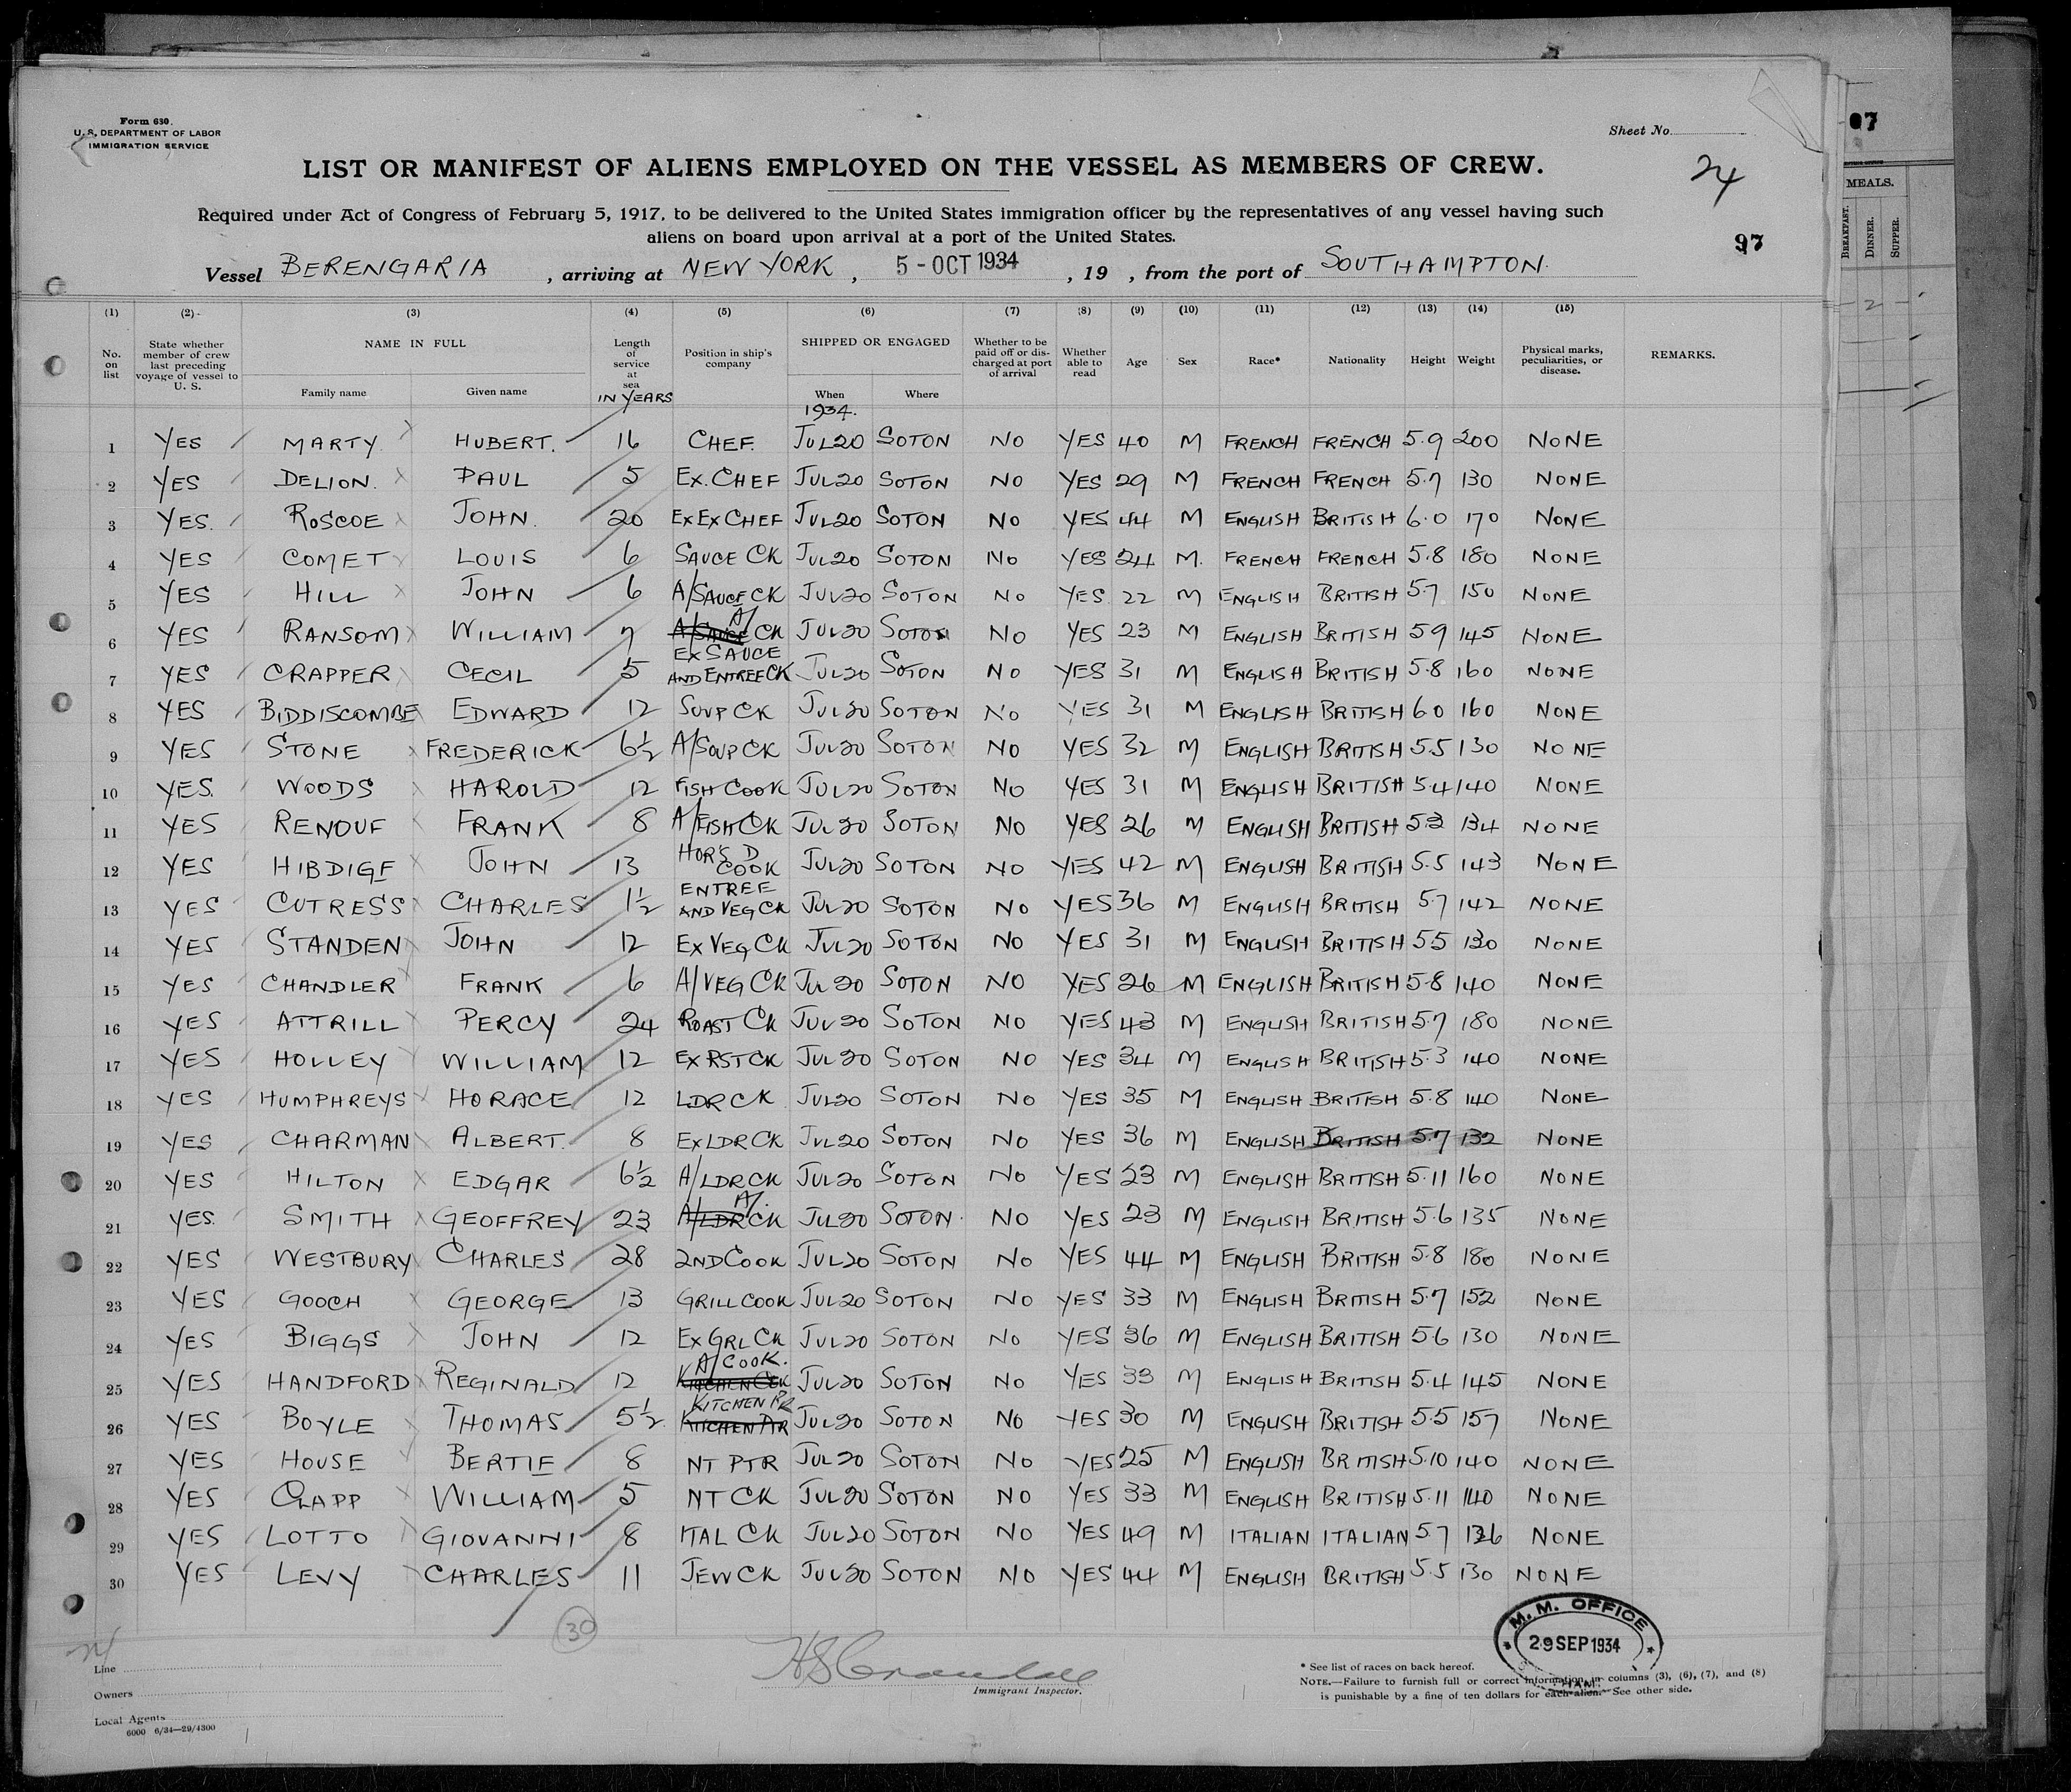 Form 680.
U. S. DEPARTMENT OF LABOR
IMMIGRATION SERVICE
Sheet No.
24
LIST OR MANIFEST OF ALIENS EMPLOYED ON THE VESSEL AS MEMBERS OF CREW.
Required under Act of Congress of February 5, 1917, to be delivered to the United States immigration officer by the representatives of any vessel having such
aliens on board upon arrival at a port of the United States.
97
Vessel BERENGARIA, arriving at NEW YORK, 5 - OCT 1934, 19 , from the port of SOUTHAMPTON.
(1) (2) (3) (4) (5) (6) (7) (8) (9) (10) (11) (12) (13) (14) (15)
No. on list State whether member of crew last preceding voyage of vessel to U. S. NAME IN FULL Family name Given name Length of service at sea IN YEARS Position in ship's company SHIPPED OR ENGAGED When Where Whether to be paid off or discharged at port of arrival Whether able to read Age Sex Race* Nationality Height Weight Physical marks, peculiarities, or disease. REMARKS.
1934.
1 YES MARTY HUBERT. 16 CHEF. JUL20 SOTON NO YES 40 M FRENCH FRENCH 5.9 200 NONE
2 YES DELION. PAUL 5 EX. CHEF JUL20 SOTON NO YES 29 M FRENCH FRENCH 5.7 130 NONE
3 YES. ROSCOE JOHN. 20 EX EX CHEF JUL20 SOTON NO YES 44 M ENGLISH BRITISH 6.0 170 NONE
4 YES COMET LOUIS 6 SAUCE CK JUL20 SOTON NO YES 24 M. FRENCH FRENCH 5.8 180 NONE
5 YES HILL JOHN 6 A/SAUCE CK JUL20 SOTON NO YES 22 M ENGLISH BRITISH 5.7 150 NONE
6 YES RANSOM WILLIAM 7 A/SAUCE A/ CK JUL20 SOTON NO YES 23 M ENGLISH BRITISH 5 9 145 NONE
7 YES CRAPPER CECIL 5 EX SAUCE AND ENTREE CK JUL20 SOTON NO YES 31 M ENGLISH BRITISH 5.8 160 NONE
8 YES BIDDISCOMBE EDWARD 12 SOUP CK JUL20 SOTON NO YES 31 M ENGLISH BRITISH 6 0 160 NONE
9 YES STONE FREDERICK 6½ A/SOUP CK JUL20 SOTON NO YES 32 M ENGLISH BRITISH 5.5 130 NONE
10 YES. WOODS HAROLD 12 FISH COOK JUL20 SOTON NO YES 31 M ENGLISH BRITISH 5.4 140 NONE
11 YES RENOUF FRANK 8 A/FISH CK JUL20 SOTON NO YES 26 M ENGLISH BRITISH 5.3 134 NONE
12 YES HIBDIGE JOHN 13 HOR'S D COOK JUL20 SOTON NO YES 42 M ENGLISH BRITISH 5.5 143 NONE
13 YES CUTRESS CHARLES 1½ ENTREE AND VEG CK JUL20 SOTON NO YES 36 M ENGLISH BRITISH 5.7 142 NONE
14 YES STANDEN JOHN 12 EX VEG CK JUL20 SOTON NO YES 31 M ENGLISH BRITISH 5 5 130 NONE
15 YES CHANDLER FRANK 6 A/VEG CK JUL20 SOTON NO YES 26 M ENGLISH BRITISH 5.8 140 NONE
16 YES ATTRILL PERCY 24 ROAST CK JUL20 SOTON NO YES 43 M ENGLISH BRITISH 5.7 180 NONE
17 YES HOLLEY WILLIAM 12 EX RST CK JUL20 SOTON NO YES 34 M ENGLISH BRITISH 5.3 140 NONE
18 YES HUMPHREYS HORACE 12 LDR CK JUL20 SOTON NO YES 35 M ENGLISH BRITISH 5.8 140 NONE
19 YES CHARMAN ALBERT. 8 EX LDR CK JUL20 SOTON NO YES 36 M ENGLISH BRITISH 5.7 132 NONE
20 YES HILTON EDGAR 6½ A/LDR CK JUL20 SOTON NO YES 23 M ENGLISH BRITISH 5.11 160 NONE
21 YES. SMITH GEOFFREY 23 A/LDR A/ CK JUL20 SOTON NO YES 23 M ENGLISH BRITISH 5.6 135 NONE
22 YES WESTBURY CHARLES 28 2ND COOK JUL20 SOTON NO YES 44 M ENGLISH BRITISH 5.8 180 NONE
23 YES GOOCH GEORGE 13 GRILL COOK JUL20 SOTON NO YES 33 M ENGLISH BRITISH 5.7 152 NONE
24 YES BIGGS JOHN 12 EX GRL CK JUL20 SOTON NO YES 36 M ENGLISH BRITISH 5.6 130 NONE
25 YES HANDFORD REGINALD 12 A/COOK. JUL20 SOTON NO YES 33 M ENGLISH BRITISH 5.4 145 NONE
26 YES BOYLE THOMAS 5½ KITCHEN PR KITCHEN PTR JUL20 SOTON NO YES 30 M ENGLISH BRITISH 5.5 157 NONE
27 YES HOUSE BERTIE 8 NT PTR JUL20 SOTON NO YES 25 M ENGLISH BRITISH 5.10 140 NONE
28 YES CLAPP WILLIAM 5 NT CK JUL20 SOTON NO YES 33 M ENGLISH BRITISH 5.11 140 NONE
29 YES LOTTO GIOVANNI 8 ITAL CK JUL20 SOTON NO YES 49 M ITALIAN ITALIAN 5.7 136 NONE
30 YES LEVY CHARLES 11 JEW CK JUL20 SOTON NO YES 44 M ENGLISH BRITISH 5.5 130 NONE
30
M. M. OFFICE
29 SEP 1934
Line
Owners
Local Agents
6000 6/34—29/4300
Immigrant Inspector.
* See list of races on back hereof.
NOTE.—Failure to furnish full or correct information in columns (3), (6), (7), and (8)
is punishable by a fine of ten dollars for each alien. See other side.
07
MEALS.
BREAKFAST. DINNER. SUPPER.
2